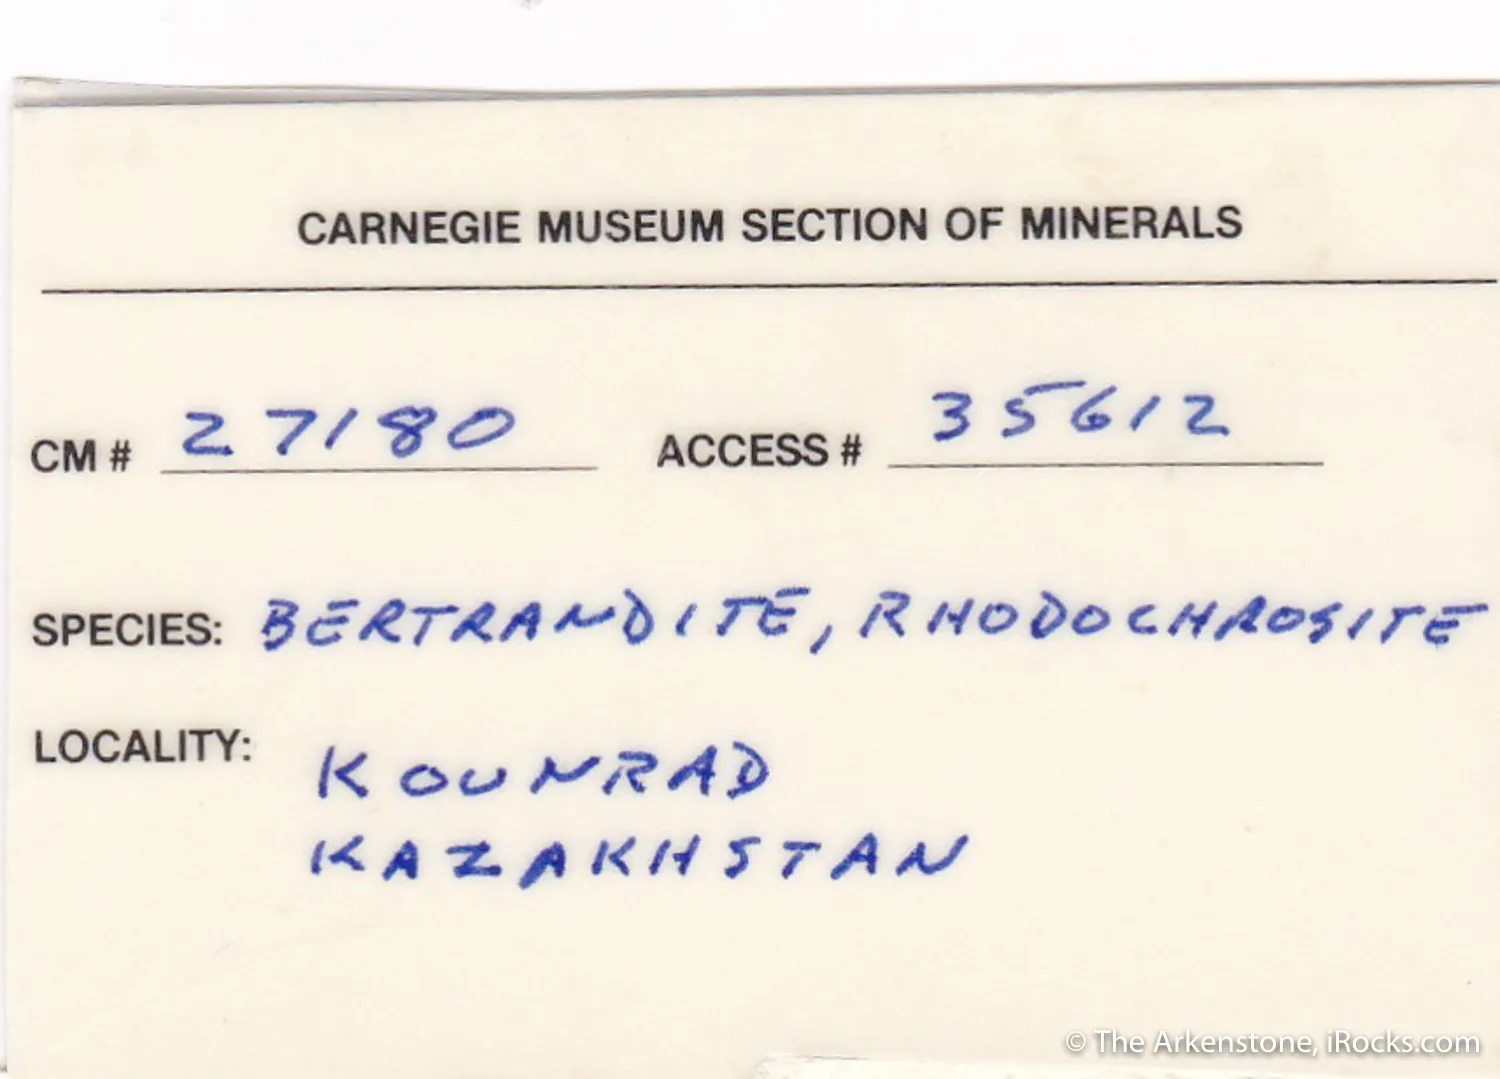 CARNEGIE MUSEUM SECTION OF MINERALS
CM # 27180 ACCESS # 35612
SPECIES: BERTRANDITE, RHODOCHROSITE
LOCALITY: KOUNRAD
KAZAKHSTAN
© The Arkenstone, iRocks.com